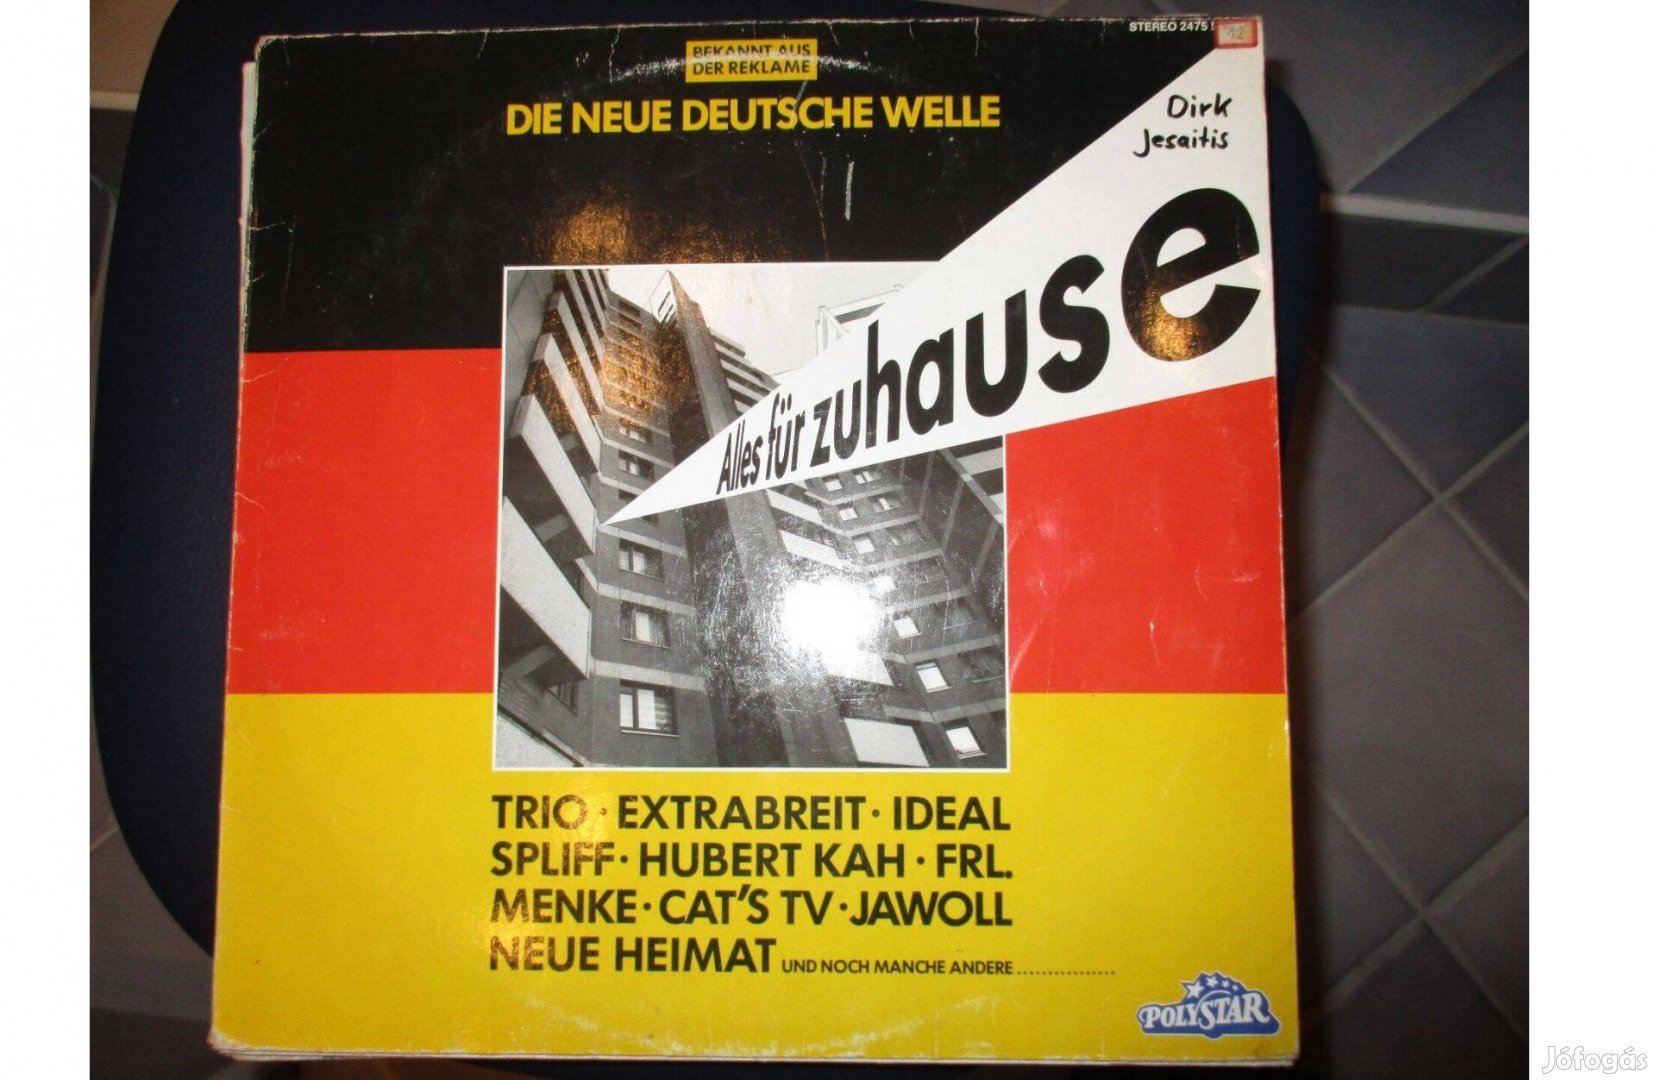 STEREO 2475
12
BEKANNT AUS
DER REKLAME
DIE NEUE DEUTSCHE WELLE
Dirk
Jesaitis
Alles für zuhause
TRIO · EXTRABREIT · IDEAL
SPLIFF · HUBERT KAH · FRL.
MENKE · CAT'S TV · JAWOLL
NEUE HEIMAT UND NOCH MANCHE ANDERE ................
POLYSTAR
Jófogás